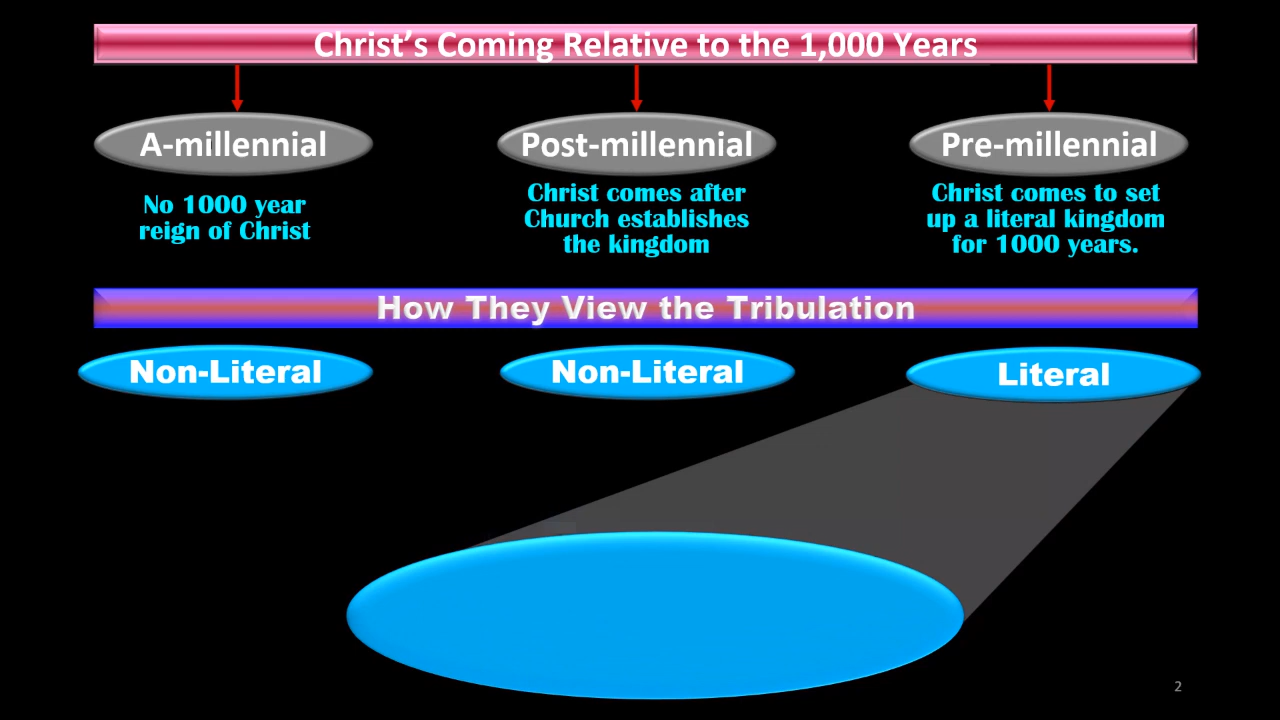 Christ’s Coming Relative to the 1,000 Years
A-millennial
Post-millennial
Pre-millennial
No 1000 year
reign of Christ
Christ comes after
Church establishes
the kingdom
Christ comes to set
up a literal kingdom
for 1000 years.
How They View the Tribulation
Non-Literal
Non-Literal
Literal
2